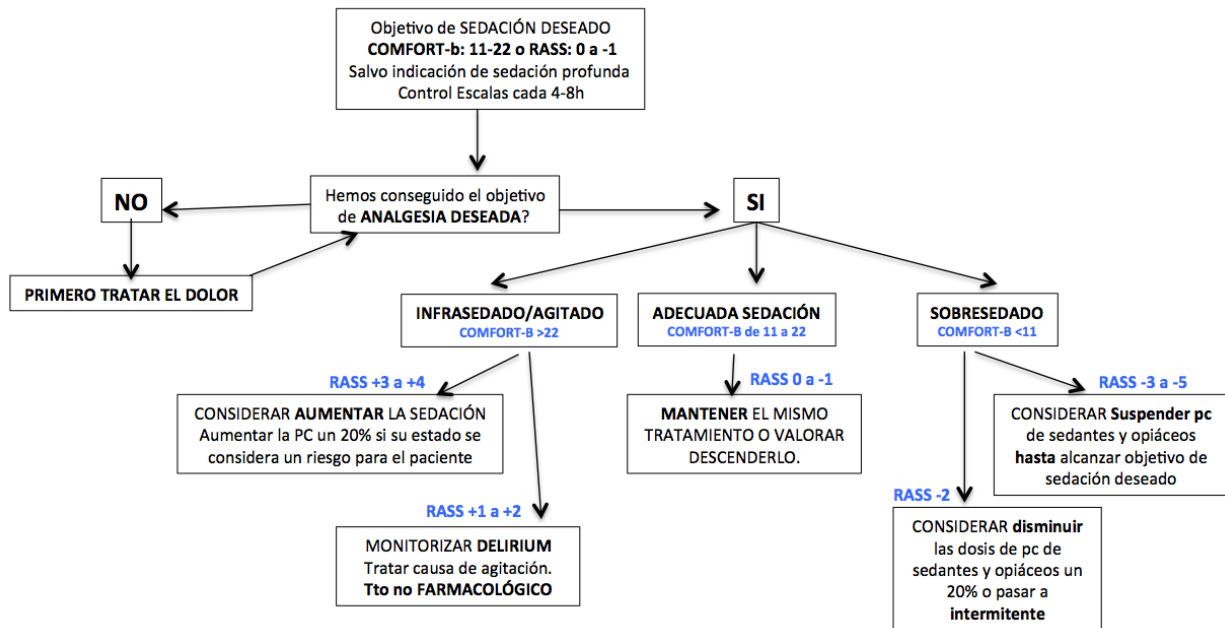 Objetivo de SEDACIÓN DESEADO
COMFORT-b: 11-22 o RASS: 0 a -1
Salvo indicación de sedación profunda
Control Escalas cada 4-8h
NO
Hemos conseguido el objetivo
de ANALGESIA DESEADA?
SI
PRIMERO TRATAR EL DOLOR
INFRASEDADO/AGITADO
COMFORT-B >22
ADECUADA SEDACIÓN
COMFORT-B de 11 a 22
SOBRESEDADO
COMFORT-B <11
RASS +3 a +4
CONSIDERAR AUMENTAR LA SEDACIÓN
Aumentar la PC un 20% si su estado se
considera un riesgo para el paciente
RASS 0 a -1
MANTENER EL MISMO
TRATAMIENTO O VALORAR
DESCENDERLO.
RASS -3 a -5
CONSIDERAR Suspender pc
de sedantes y opiáceos
hasta alcanzar objetivo de
sedación deseado
RASS +1 a +2
MONITORIZAR DELIRIUM
Tratar causa de agitación.
Tto no FARMACOLÓGICO
RASS -2
CONSIDERAR disminuir
las dosis de pc de
sedantes y opiáceos un
20% o pasar a
intermitente